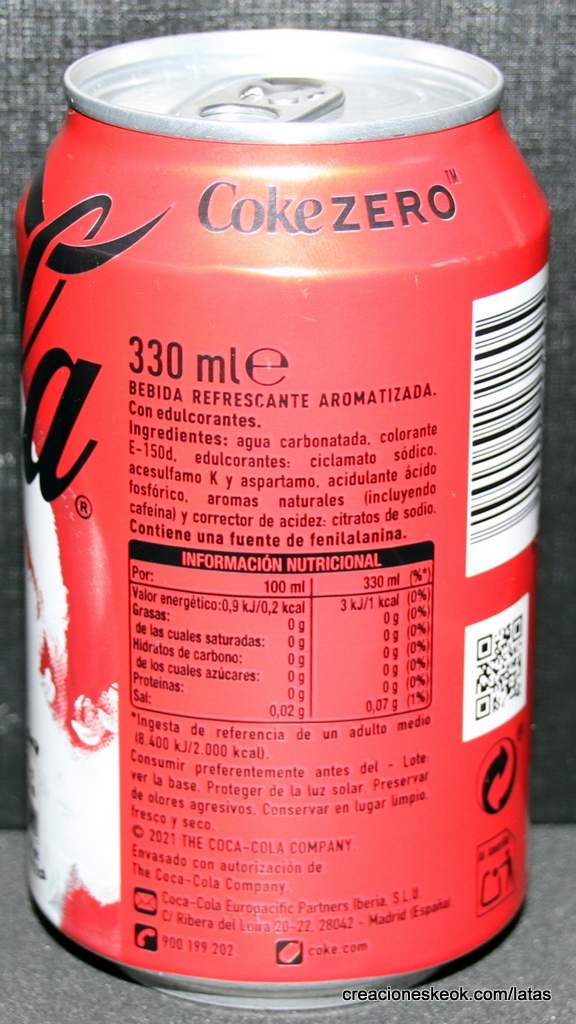 Coke ZERO™
a®
330 ml e
BEBIDA REFRESCANTE AROMATIZADA.
Con edulcorantes.
Ingredientes: agua carbonatada, colorante
E-150d, edulcorantes: ciclamato sódico,
acesulfamo K y aspartamo, acidulante ácido
fosfórico, aromas naturales (incluyendo
cafeína) y corrector de acidez: citratos de sodio.
Contiene una fuente de fenilalanina.
INFORMACIÓN NUTRICIONAL
Por: 100 ml 330 ml (%*)
Valor energético: 0,9 kJ/0,2 kcal 3 kJ/1 kcal (0%)
Grasas: 0 g 0 g (0%)
de las cuales saturadas: 0 g 0 g (0%)
Hidratos de carbono: 0 g 0 g (0%)
de los cuales azúcares: 0 g 0 g (0%)
Proteínas: 0 g 0 g (0%)
Sal: 0,02 g 0,07 g (1%)
*Ingesta de referencia de un adulto medio
(8.400 kJ/2.000 kcal).
Consumir preferentemente antes del - Lote:
ver la base. Proteger de la luz solar. Preservar
de olores agresivos. Conservar en lugar limpio,
fresco y seco.
© 2021 THE COCA-COLA COMPANY.
Envasado con autorización de
The Coca-Cola Company.
Coca-Cola Europacific Partners Iberia, S.L.U.
C/ Ribera del Loira 20-22, 28042 - Madrid (España)
900 199 202 coke.com
creacioneskeok.com/latas